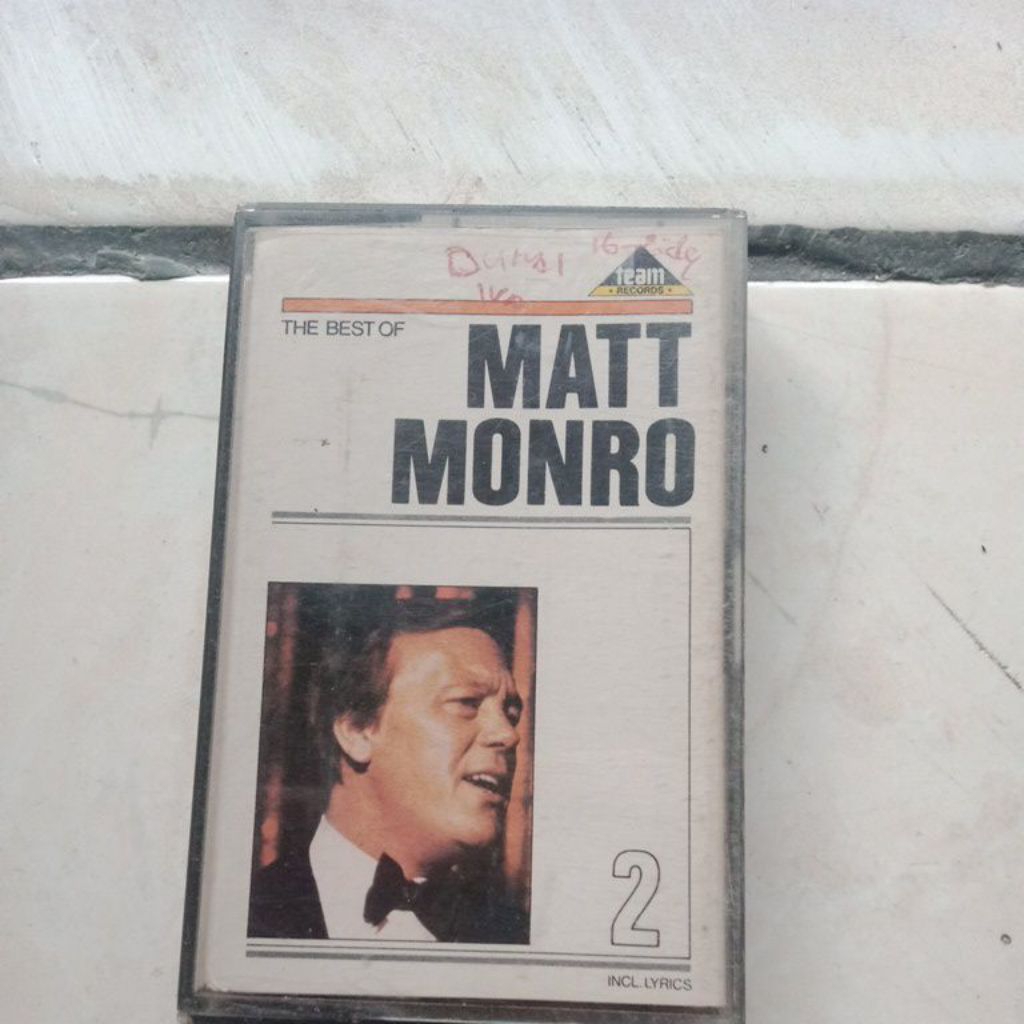 team
• RECORDS •
THE BEST OF
MATT
MONRO
2
INCL. LYRICS